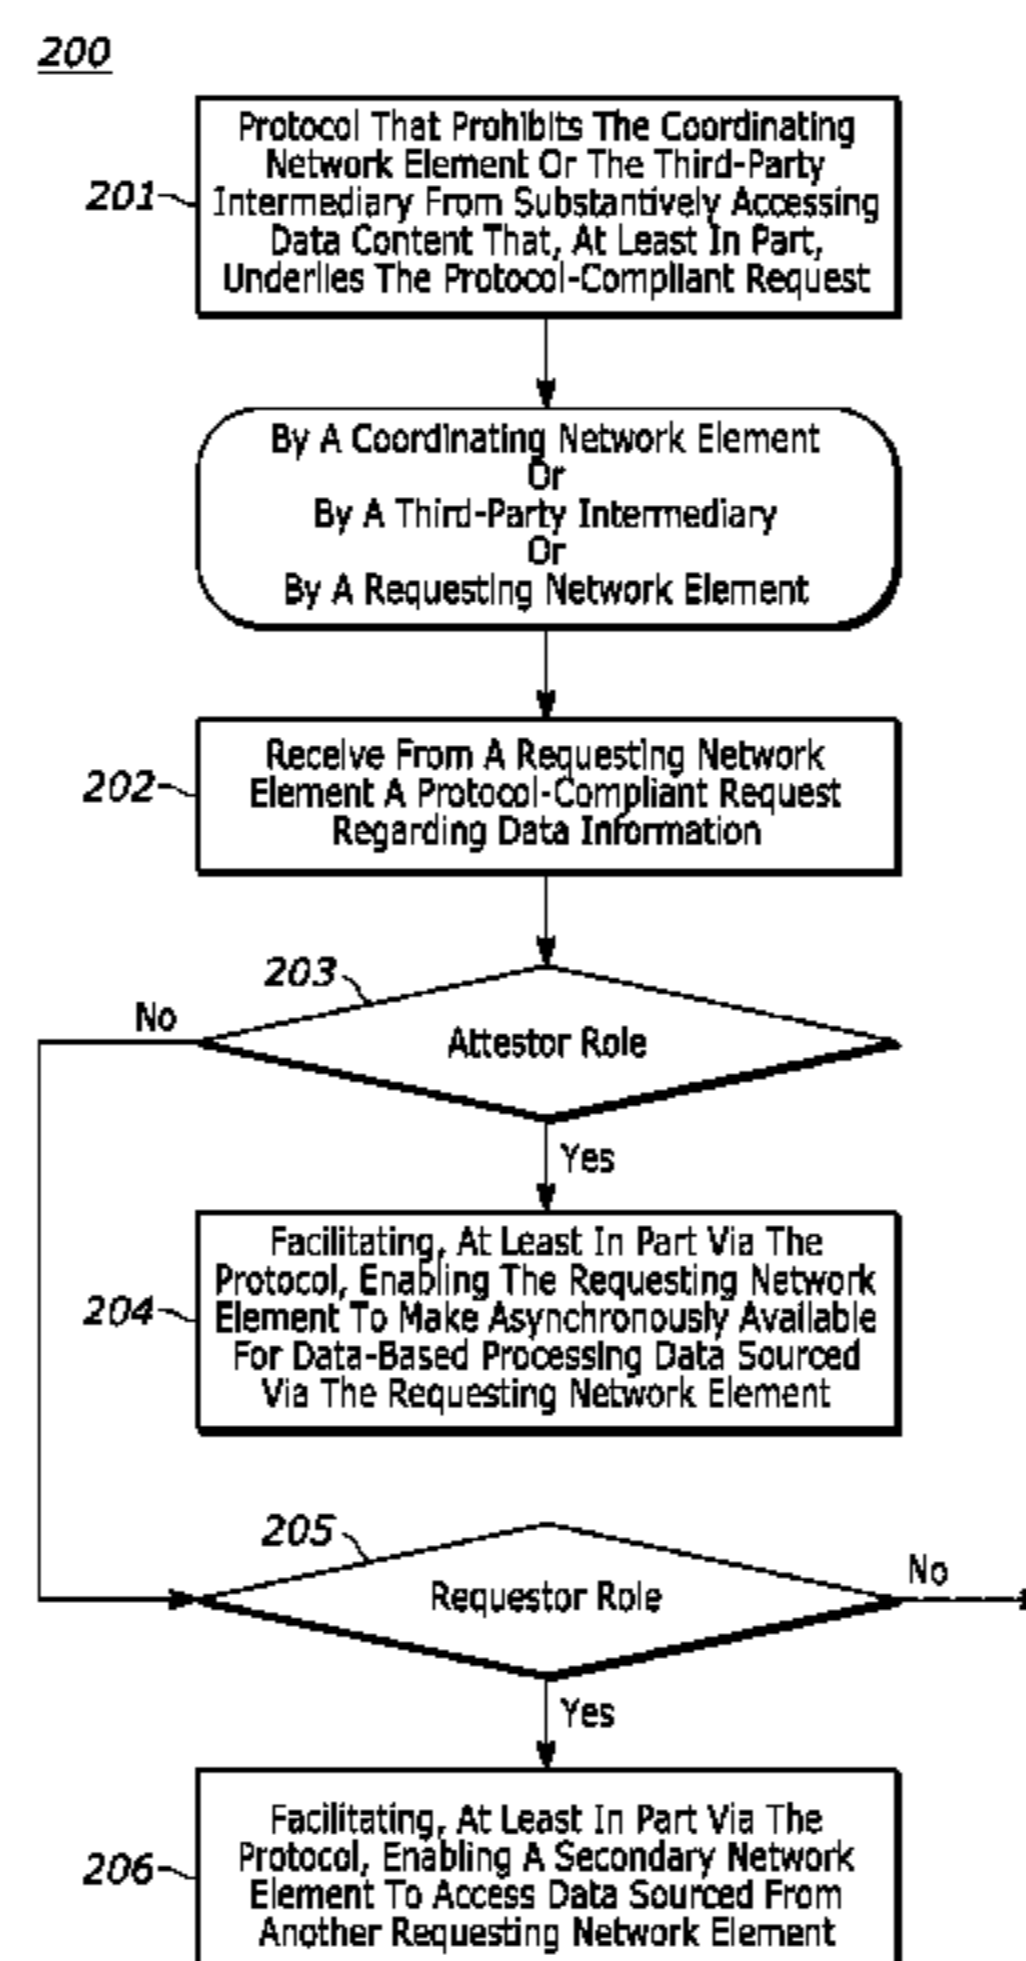 200
Protocol That Prohibits The Coordinating
Network Element Or The Third-Party
201
Intermediary From Substantively Accessing
Data Content That, At Least In Part,
Underlies The Protocol-Compliant Request
By A Coordinating Network Element
Or
By A Third-Party Intermediary
Or
By A Requesting Network Element
Receive From A Requesting Network
202
Element A Protocol-Compliant Request
Regarding Data Information
203
No
Attestor Role
Yes
Facilitating, At Least In Part Via The
Protocol, Enabling The Requesting Network
204
Element To Make Asynchronously Available
For Data-Based Processing Data Sourced
Via The Requesting Network Element
205
Requestor Role
No
Yes
Facilitating, At Least In Part Via The
Protocol, Enabling A Secondary Network
206
Element To Access Data Sourced From
Another Requesting Network Element